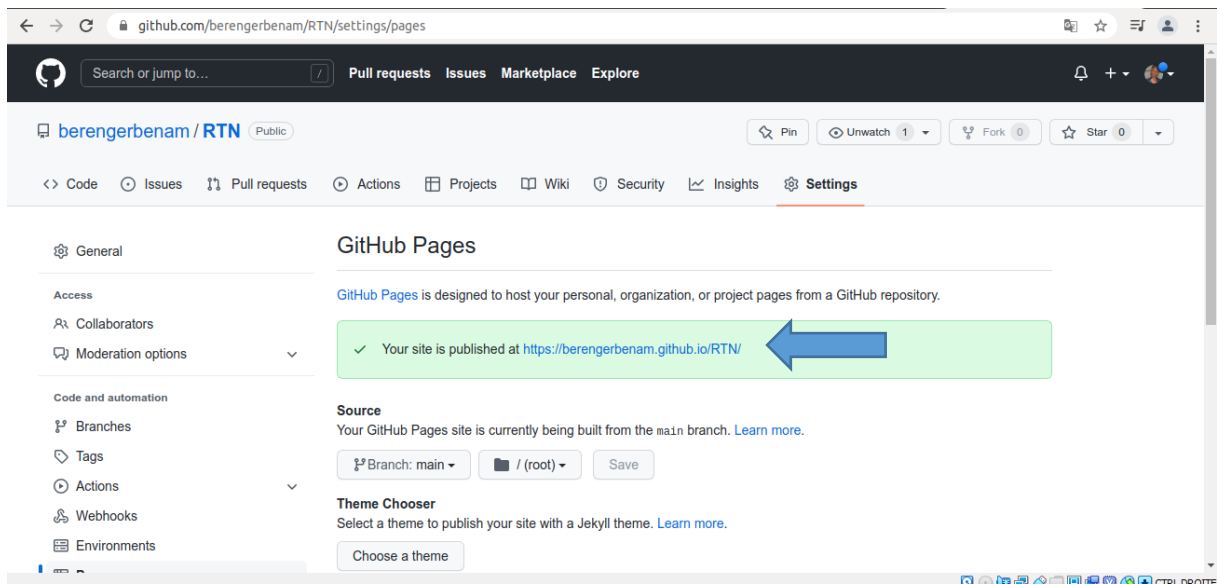 github.com/berengerbenam/RTN/settings/pages
Search or jump to... / Pull requests Issues Marketplace Explore
berengerbenam / RTN Public Pin Unwatch 1 Fork 0 Star 0
Code Issues Pull requests Actions Projects Wiki Security Insights Settings
General
Access
Collaborators
Moderation options
Code and automation
Branches
Tags
Actions
Webhooks
Environments
GitHub Pages
GitHub Pages is designed to host your personal, organization, or project pages from a GitHub repository.
Your site is published at https://berengerbenam.github.io/RTN/
Source
Your GitHub Pages site is currently being built from the main branch. Learn more.
Branch: main / (root) Save
Theme Chooser
Select a theme to publish your site with a Jekyll theme. Learn more.
Choose a theme
CTRL DROITE